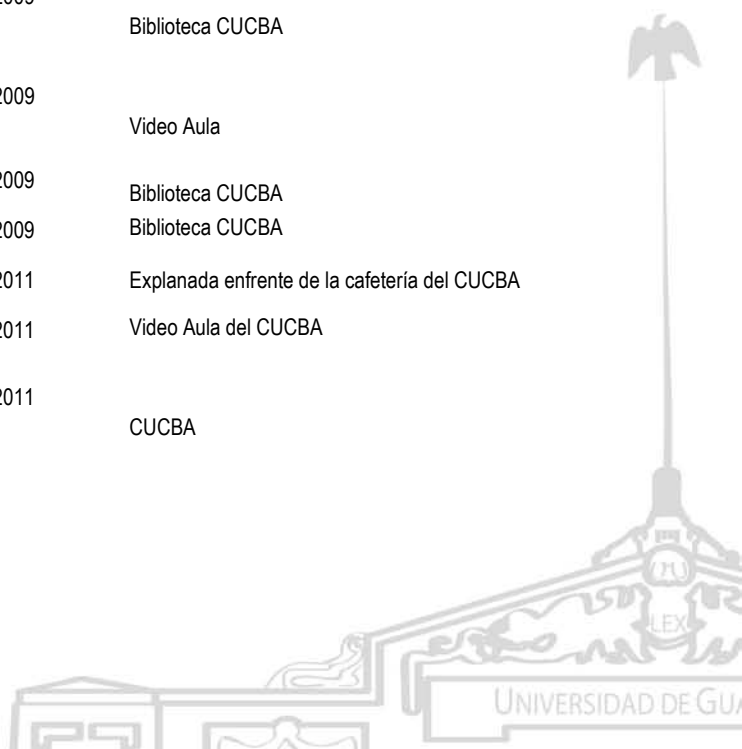 2009
Biblioteca CUCBA
2009
Video Aula
2009
Biblioteca CUCBA
2009
Biblioteca CUCBA
2011
Explanada enfrente de la cafetería del CUCBA
2011
Video Aula del CUCBA
2011
CUCBA
LEX
UNIVERSIDAD DE GUA